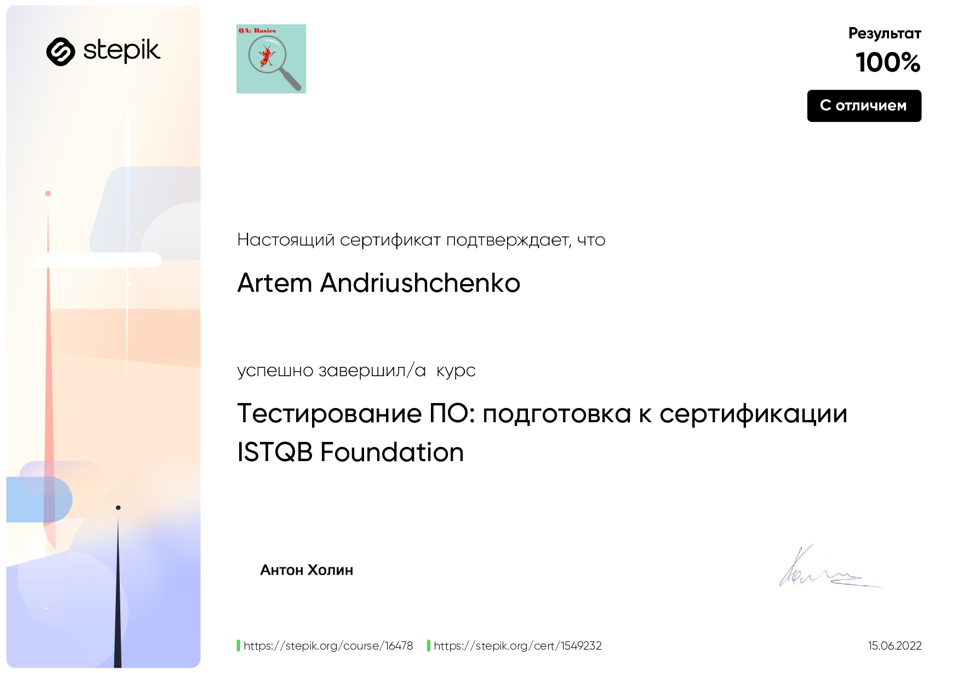 stepik
QA: Basics
Результат
100%
С отличием
Настоящий сертификат подтверждает, что
Artem Andriushchenko
успешно завершил/а курс
Тестирование ПО: подготовка к сертификации
ISTQB Foundation
Антон Холин
https://stepik.org/course/16478 https://stepik.org/cert/1549232 15.06.2022